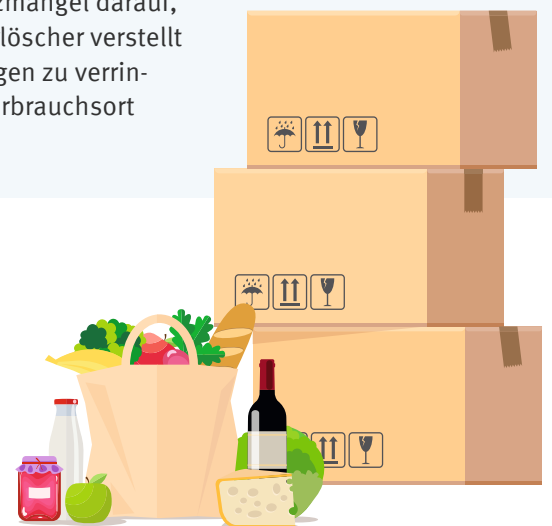 zmangel darauf,
löscher verstellt
gen zu verrin-
rbrauchsort